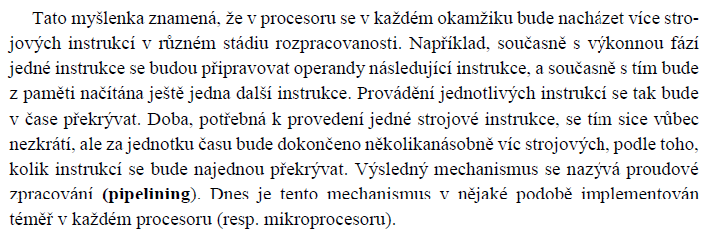 Tato myšlenka znamená, že v procesoru se v každém okamžiku bude nacházet více stro-
jových instrukcí v různém stádiu rozpracovanosti. Například, současně s výkonnou fází
jedné instrukce se budou připravovat operandy následující instrukce, a současně s tím bude
z paměti načítána ještě jedna další instrukce. Provádění jednotlivých instrukcí se tak bude
v čase překrývat. Doba, potřebná k provedení jedné strojové instrukce, se tím sice vůbec
nezkrátí, ale za jednotku času bude dokončeno několikanásobně víc strojových, podle toho,
kolik instrukcí se bude najednou překrývat. Výsledný mechanismus se nazývá proudové
zpracování (pipelining). Dnes je tento mechanismus v nějaké podobě implementován
téměř v každém procesoru (resp. mikroprocesoru).